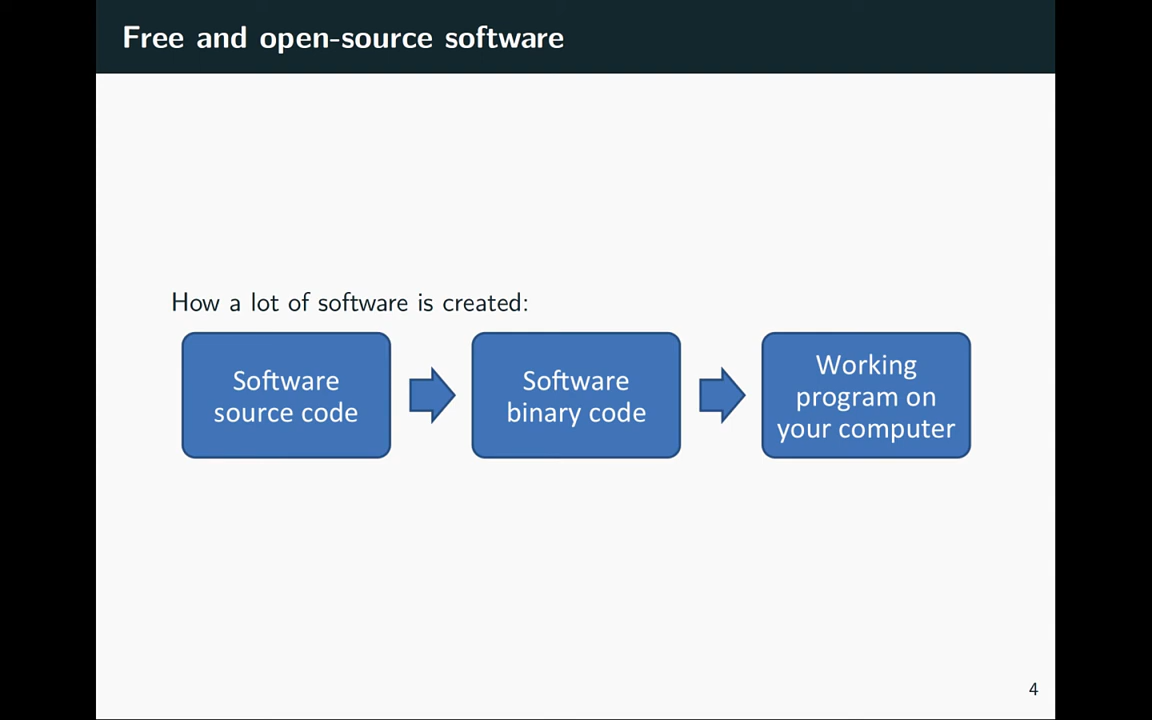 Free and open-source software
How a lot of software is created:
Software
source code
Software
binary code
Working
program on
your computer
4